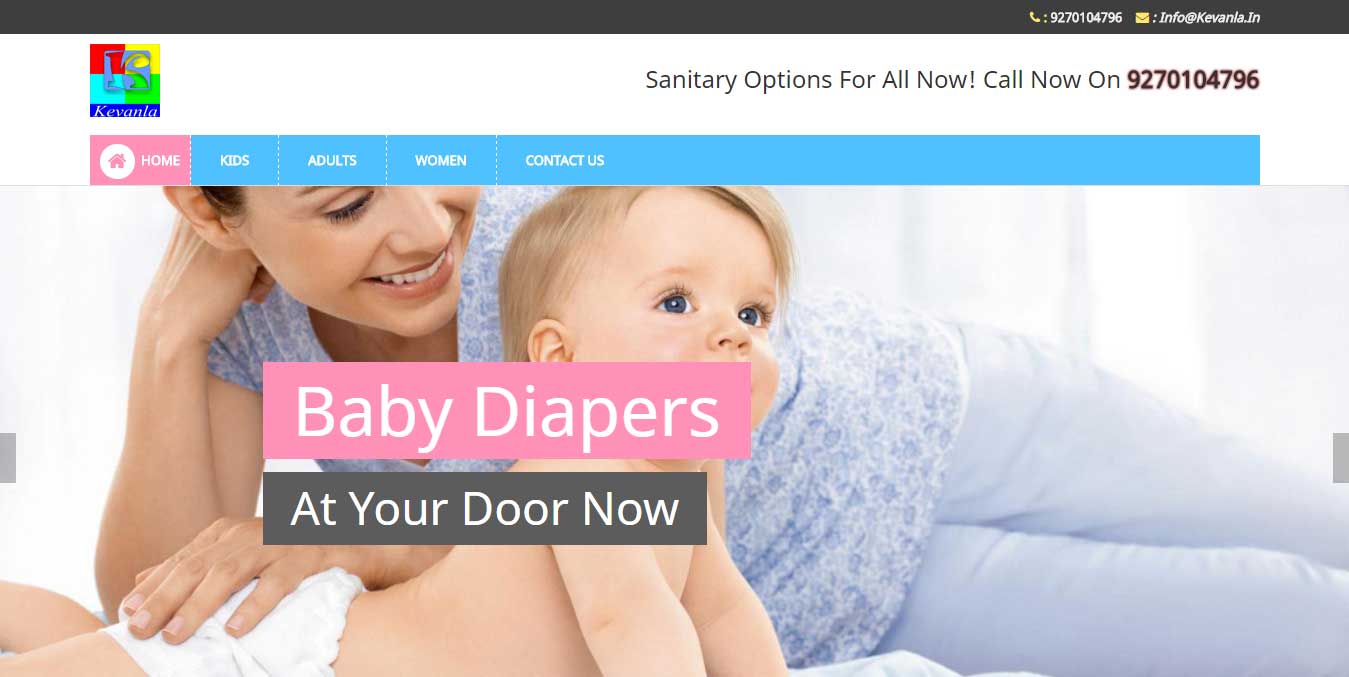 : 9270104796 : Info@Kevanla.In
Kevanla
Sanitary Options For All Now! Call Now On 9270104796
HOME KIDS ADULTS WOMEN CONTACT US
Baby Diapers
At Your Door Now